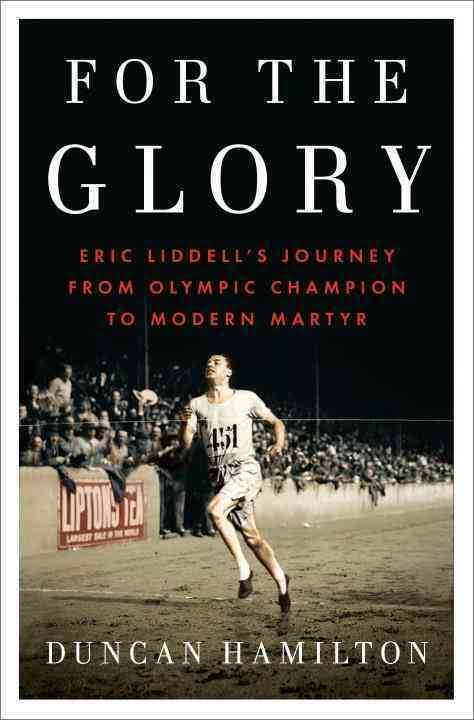 FOR THE
GLORY
ERIC LIDDELL'S JOURNEY
FROM OLYMPIC CHAMPION
TO MODERN MARTYR
451
LIPTON'S TEA
LARGEST SALE IN THE WORLD
DUNCAN HAMILTON